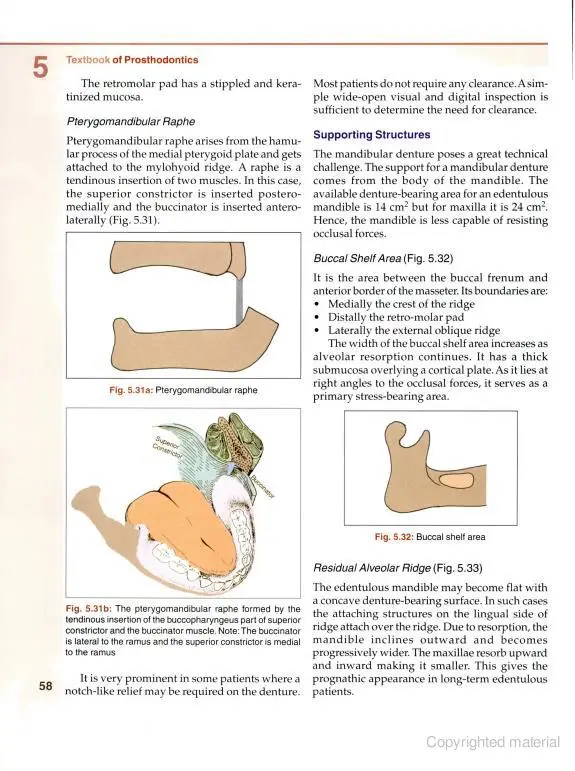 5
Textbook of Prosthodontics
The retromolar pad has a stippled and kera-
tinized mucosa.
Pterygomandibular Raphe
Pterygomandibular raphe arises from the hamu-
lar process of the medial pterygoid plate and gets
attached to the mylohyoid ridge. A raphe is a
tendinous insertion of two muscles. In this case,
the superior constrictor is inserted postero-
medially and the buccinator is inserted antero-
laterally (Fig. 5.31).
Fig. 5.31a: Pterygomandibular raphe
Superior
Constrictor
Buccinator
Fig. 5.31b: The pterygomandibular raphe formed by the
tendinous insertion of the buccopharyngeus part of superior
constrictor and the buccinator muscle. Note: The buccinator
is lateral to the ramus and the superior constrictor is medial
to the ramus
It is very prominent in some patients where a
notch-like relief may be required on the denture.
58
Most patients do not require any clearance. A sim-
ple wide-open visual and digital inspection is
sufficient to determine the need for clearance.
Supporting Structures
The mandibular denture poses a great technical
challenge. The support for a mandibular denture
comes from the body of the mandible. The
available denture-bearing area for an edentulous
mandible is 14 cm² but for maxilla it is 24 cm².
Hence, the mandible is less capable of resisting
occlusal forces.
Buccal Shelf Area (Fig. 5.32)
It is the area between the buccal frenum and
anterior border of the masseter. Its boundaries are:
• Medially the crest of the ridge
• Distally the retro-molar pad
• Laterally the external oblique ridge
The width of the buccal shelf area increases as
alveolar resorption continues. It has a thick
submucosa overlying a cortical plate. As it lies at
right angles to the occlusal forces, it serves as a
primary stress-bearing area.
Fig. 5.32: Buccal shelf area
Residual Alveolar Ridge (Fig. 5.33)
The edentulous mandible may become flat with
a concave denture-bearing surface. In such cases
the attaching structures on the lingual side of
ridge attach over the ridge. Due to resorption, the
mandible inclines outward and becomes
progressively wider. The maxillae resorb upward
and inward making it smaller. This gives the
prognathic appearance in long-term edentulous
patients.
Copyrighted material